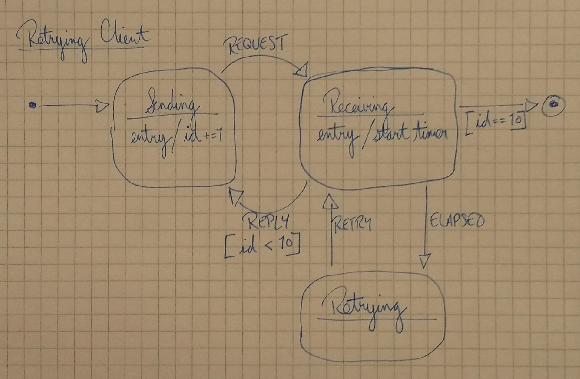 Retrying Client
REQUEST
Sending
entry/id+=1
Receiving
entry/start timer
[id==10]
REPLY
[id < 10]
RETRY
ELAPSED
Retrying